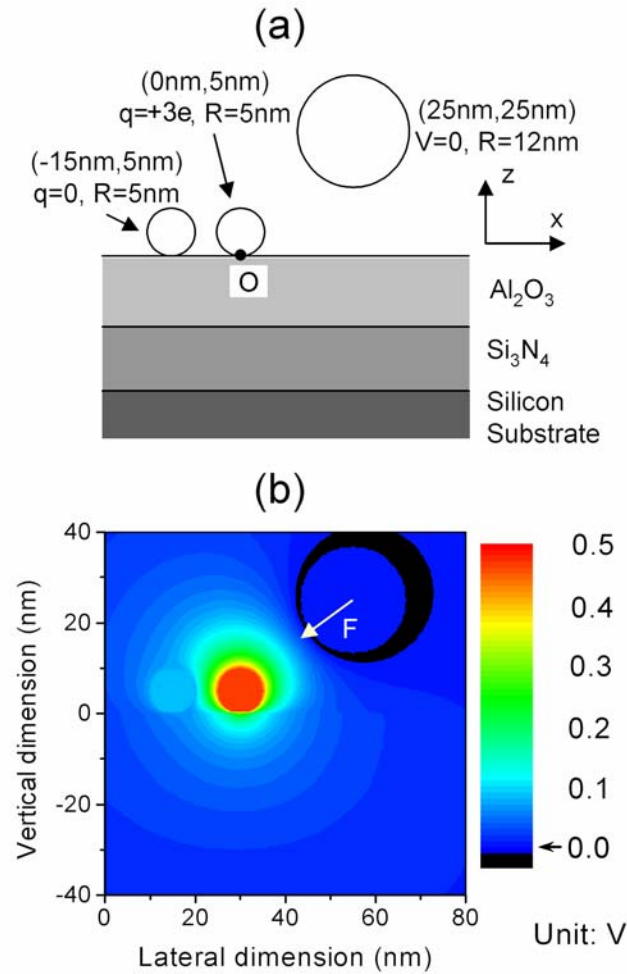 (a)
(0nm,5nm)
q=+3e, R=5nm
(25nm,25nm)
V=0, R=12nm
(-15nm,5nm)
q=0, R=5nm
z
x
O
Al₂O₃
Si₃N₄
Silicon
Substrate
(b)
40
20
0
-20
-40
Vertical dimension (nm)
F
0
20
40
60
80
Lateral dimension (nm)
0.5
0.4
0.3
0.2
0.1
0.0
Unit: V